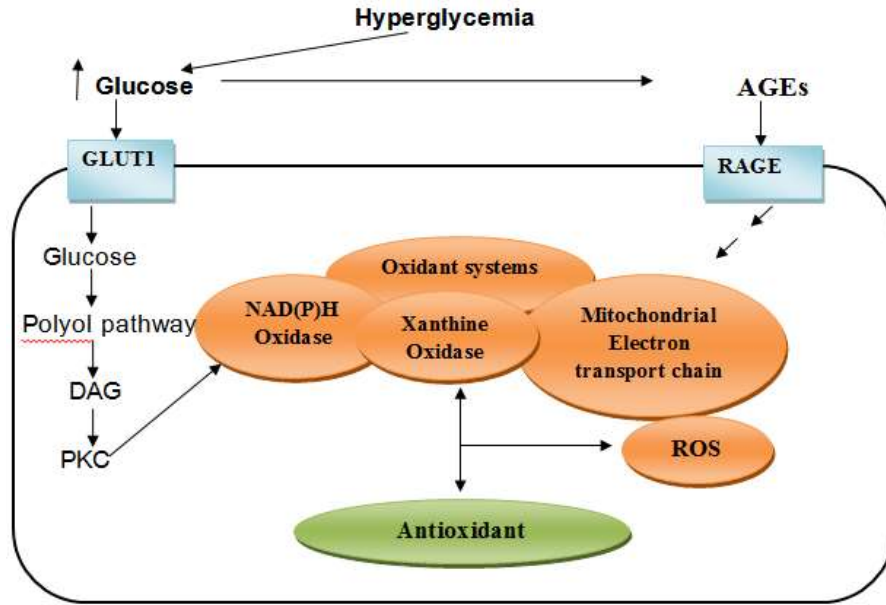 Hyperglycemia
Glucose
AGEs
GLUT1
RAGE
Glucose
Polyol pathway
DAG
PKC
Oxidant systems
NAD(P)H
Oxidase
Xanthine
Oxidase
Mitochondrial
Electron
transport chain
ROS
Antioxidant